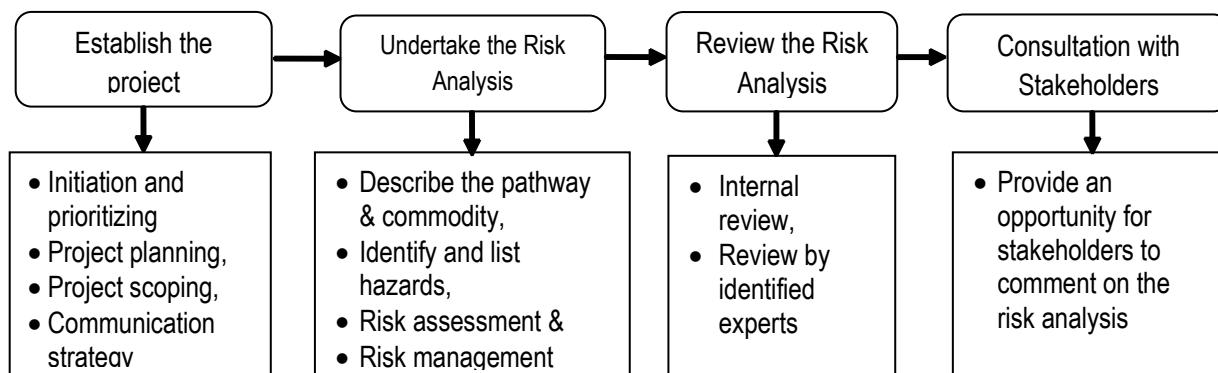 Establish the
project
Undertake the Risk
Analysis
Review the Risk
Analysis
Consultation with
Stakeholders
• Initiation and
prioritizing
• Project planning,
• Project scoping,
• Communication
strategy
• Describe the pathway
& commodity,
• Identify and list
hazards,
• Risk assessment &
• Risk management
• Internal
review,
• Review by
identified
experts
• Provide an
opportunity for
stakeholders to
comment on the
risk analysis